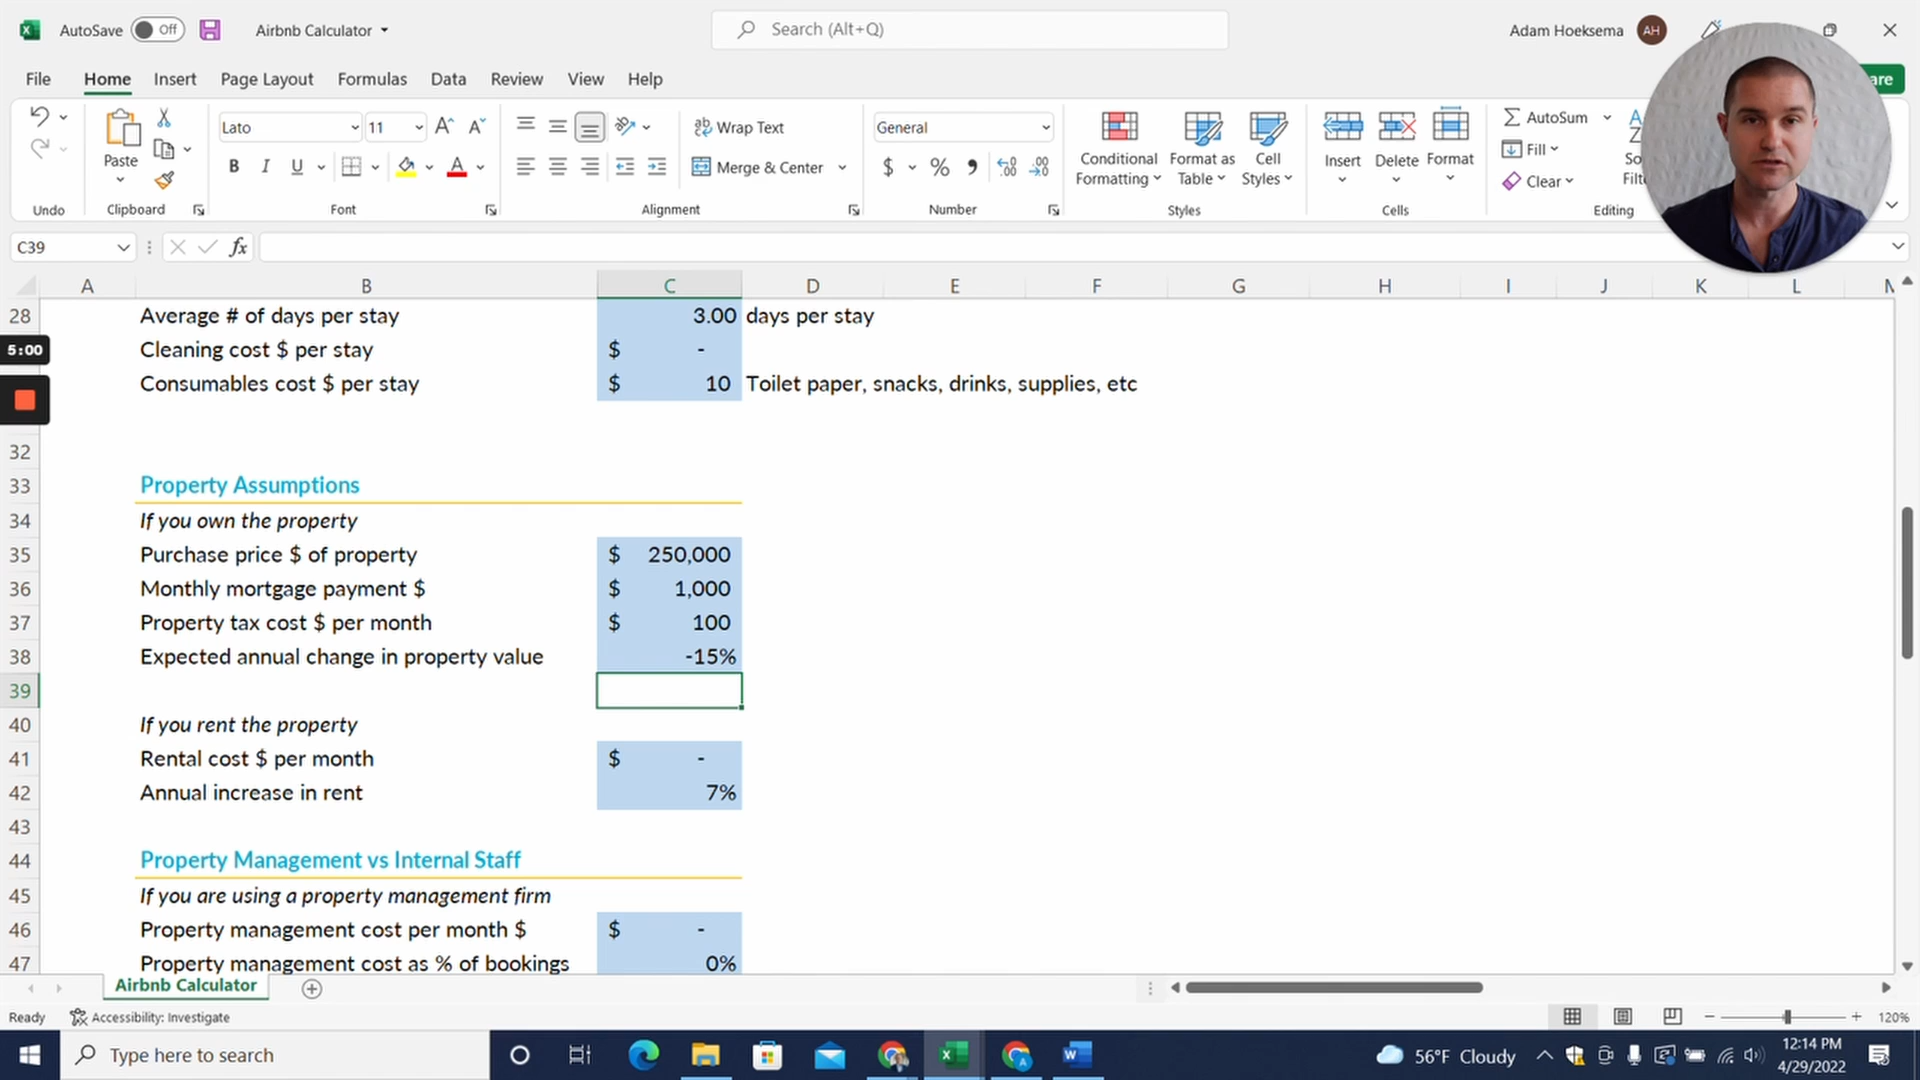 AutoSave Off Airbnb Calculator Search (Alt+Q) Adam Hoeksema AH
File Home Insert Page Layout Formulas Data Review View Help
Lato 11 Wrap Text General AutoSum
Paste Merge & Center $ % Conditional Formatting Format as Table Cell Styles Insert Delete Format Fill
B I U A Clear
Undo Clipboard Font Alignment Number Styles Cells Editing
C39 fx
A B C D E F G H I J K L
28 Average # of days per stay 3.00 days per stay
5:00 Cleaning cost $ per stay $ -
Consumables cost $ per stay $ 10 Toilet paper, snacks, drinks, supplies, etc
32
33 Property Assumptions
34 If you own the property
35 Purchase price $ of property $ 250,000
36 Monthly mortgage payment $ $ 1,000
37 Property tax cost $ per month $ 100
38 Expected annual change in property value -15%
39
40 If you rent the property
41 Rental cost $ per month $ -
42 Annual increase in rent 7%
43
44 Property Management vs Internal Staff
45 If you are using a property management firm
46 Property management cost per month $ $ -
47 Property management cost as % of bookings 0%
Airbnb Calculator
Ready Accessibility: Investigate 120%
Type here to search 56°F Cloudy 12:14 PM
4/29/2022